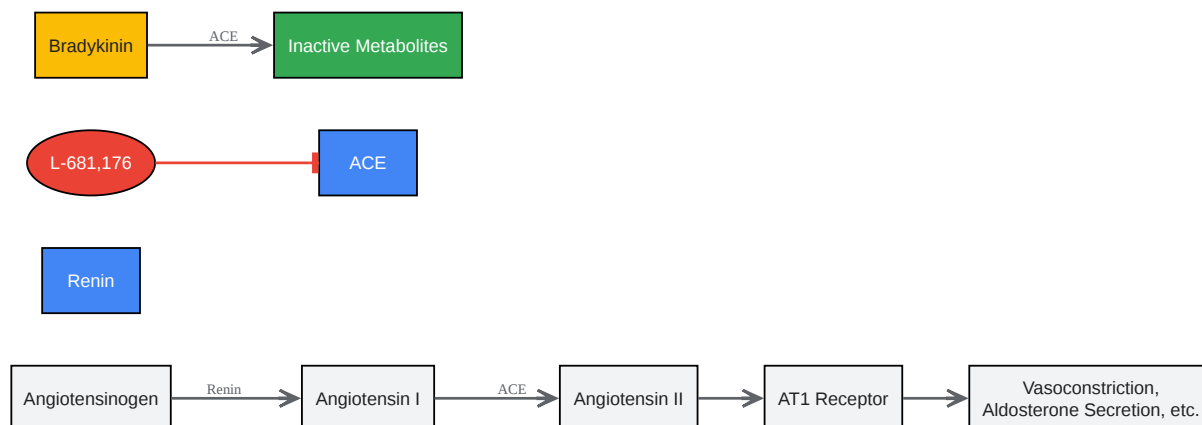 Bradykinin
ACE
Inactive Metabolites
L-681,176
ACE
Renin
Angiotensinogen
Renin
Angiotensin I
ACE
Angiotensin II
AT1 Receptor
Vasoconstriction,
Aldosterone Secretion, etc.